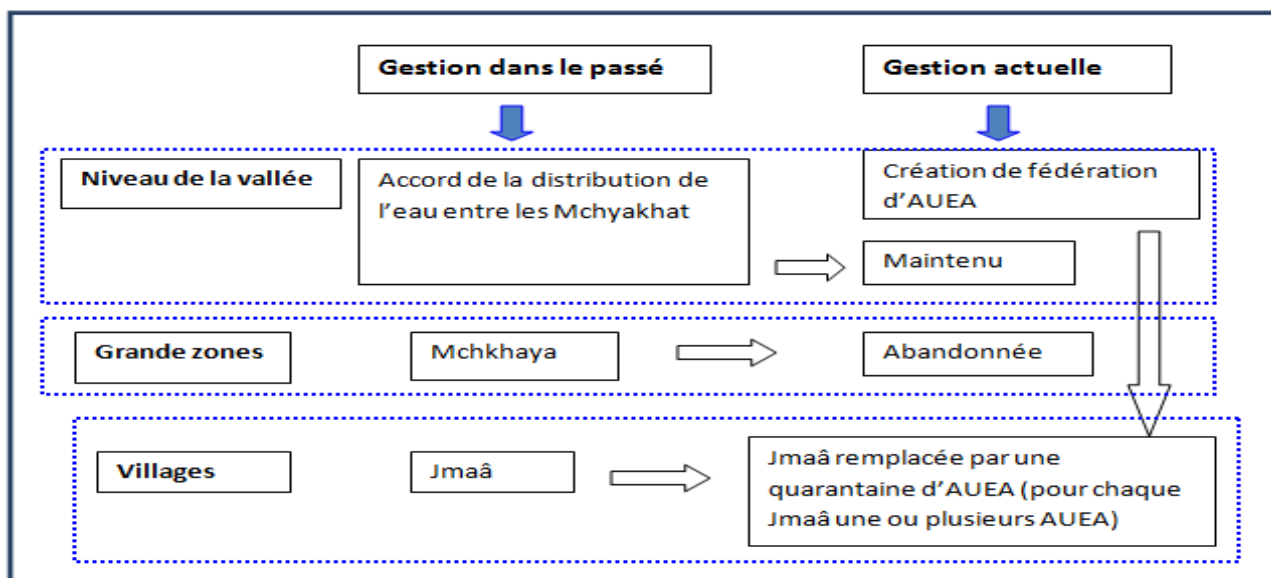 Gestion dans le passé
Gestion actuelle
Niveau de la vallée
Accord de la distribution de
l’eau entre les Mchyakhat
Création de fédération
d’AUEA
Maintenu
Grande zones
Mchkhaya
Abandonnée
Villages
Jmaâ
Jmaâ remplacée par une
quarantaine d’AUEA (pour chaque
Jmaâ une ou plusieurs AUEA)